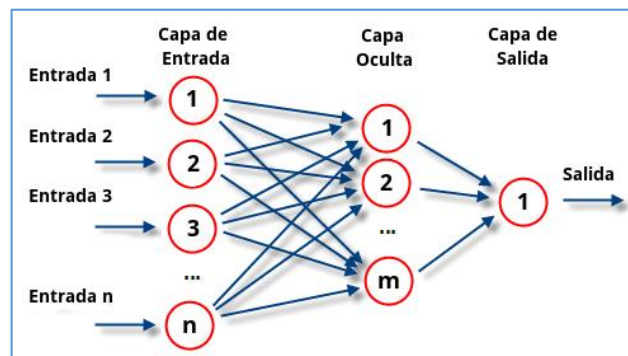 Capa de
Entrada
Capa
Oculta
Capa de
Salida
Entrada 1
1
Entrada 2
2
Entrada 3
3
...
Entrada n
n
1
2
...
m
1
Salida